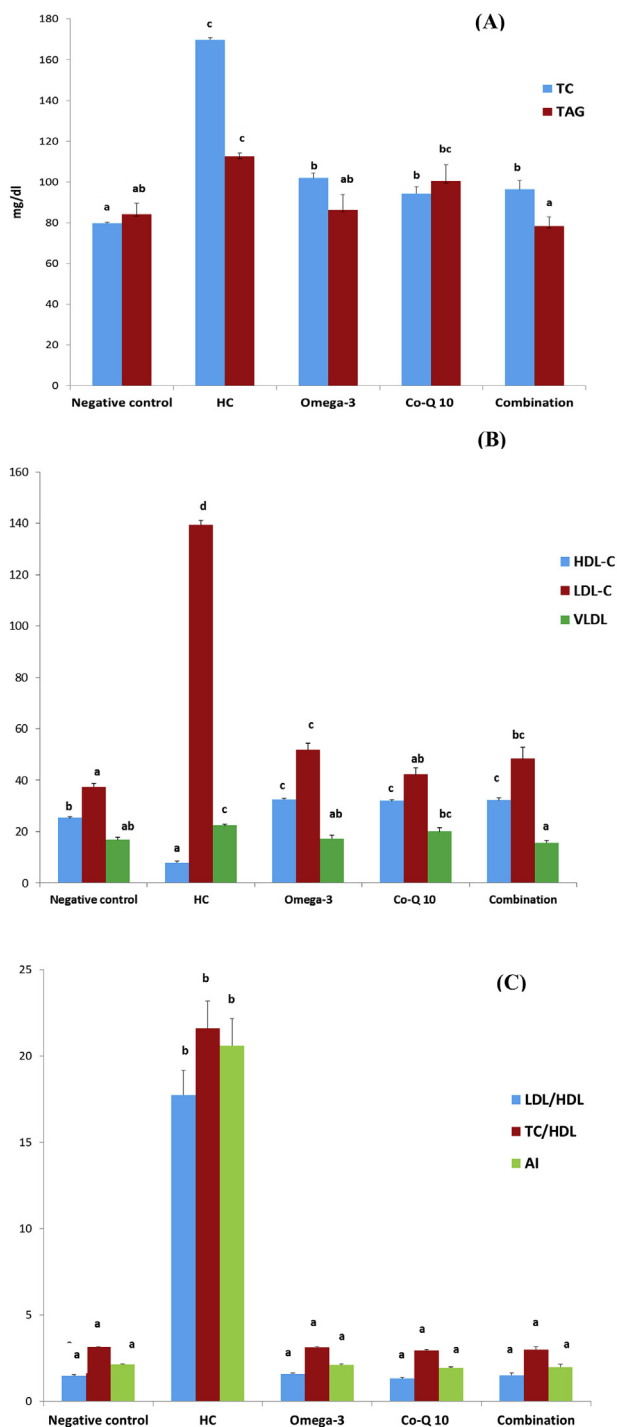 (A)
180
160
140
120
100
80
60
40
20
0
mg/dl
a ab c c b ab b bc b a
TC
TAG
Negative control HC Omega-3 Co-Q 10 Combination
(B)
160
140
120
100
80
60
40
20
0
b a ab a d c c c ab c ab bc c bc a
HDL-C
LDL-C
VLDL
Negative control HC Omega-3 Co-Q 10 Combination
(C)
25
20
15
10
5
0
a a a b b b a a a a a a a a a
LDL/HDL
TC/HDL
AI
Negative control HC Omega-3 Co-Q 10 Combination